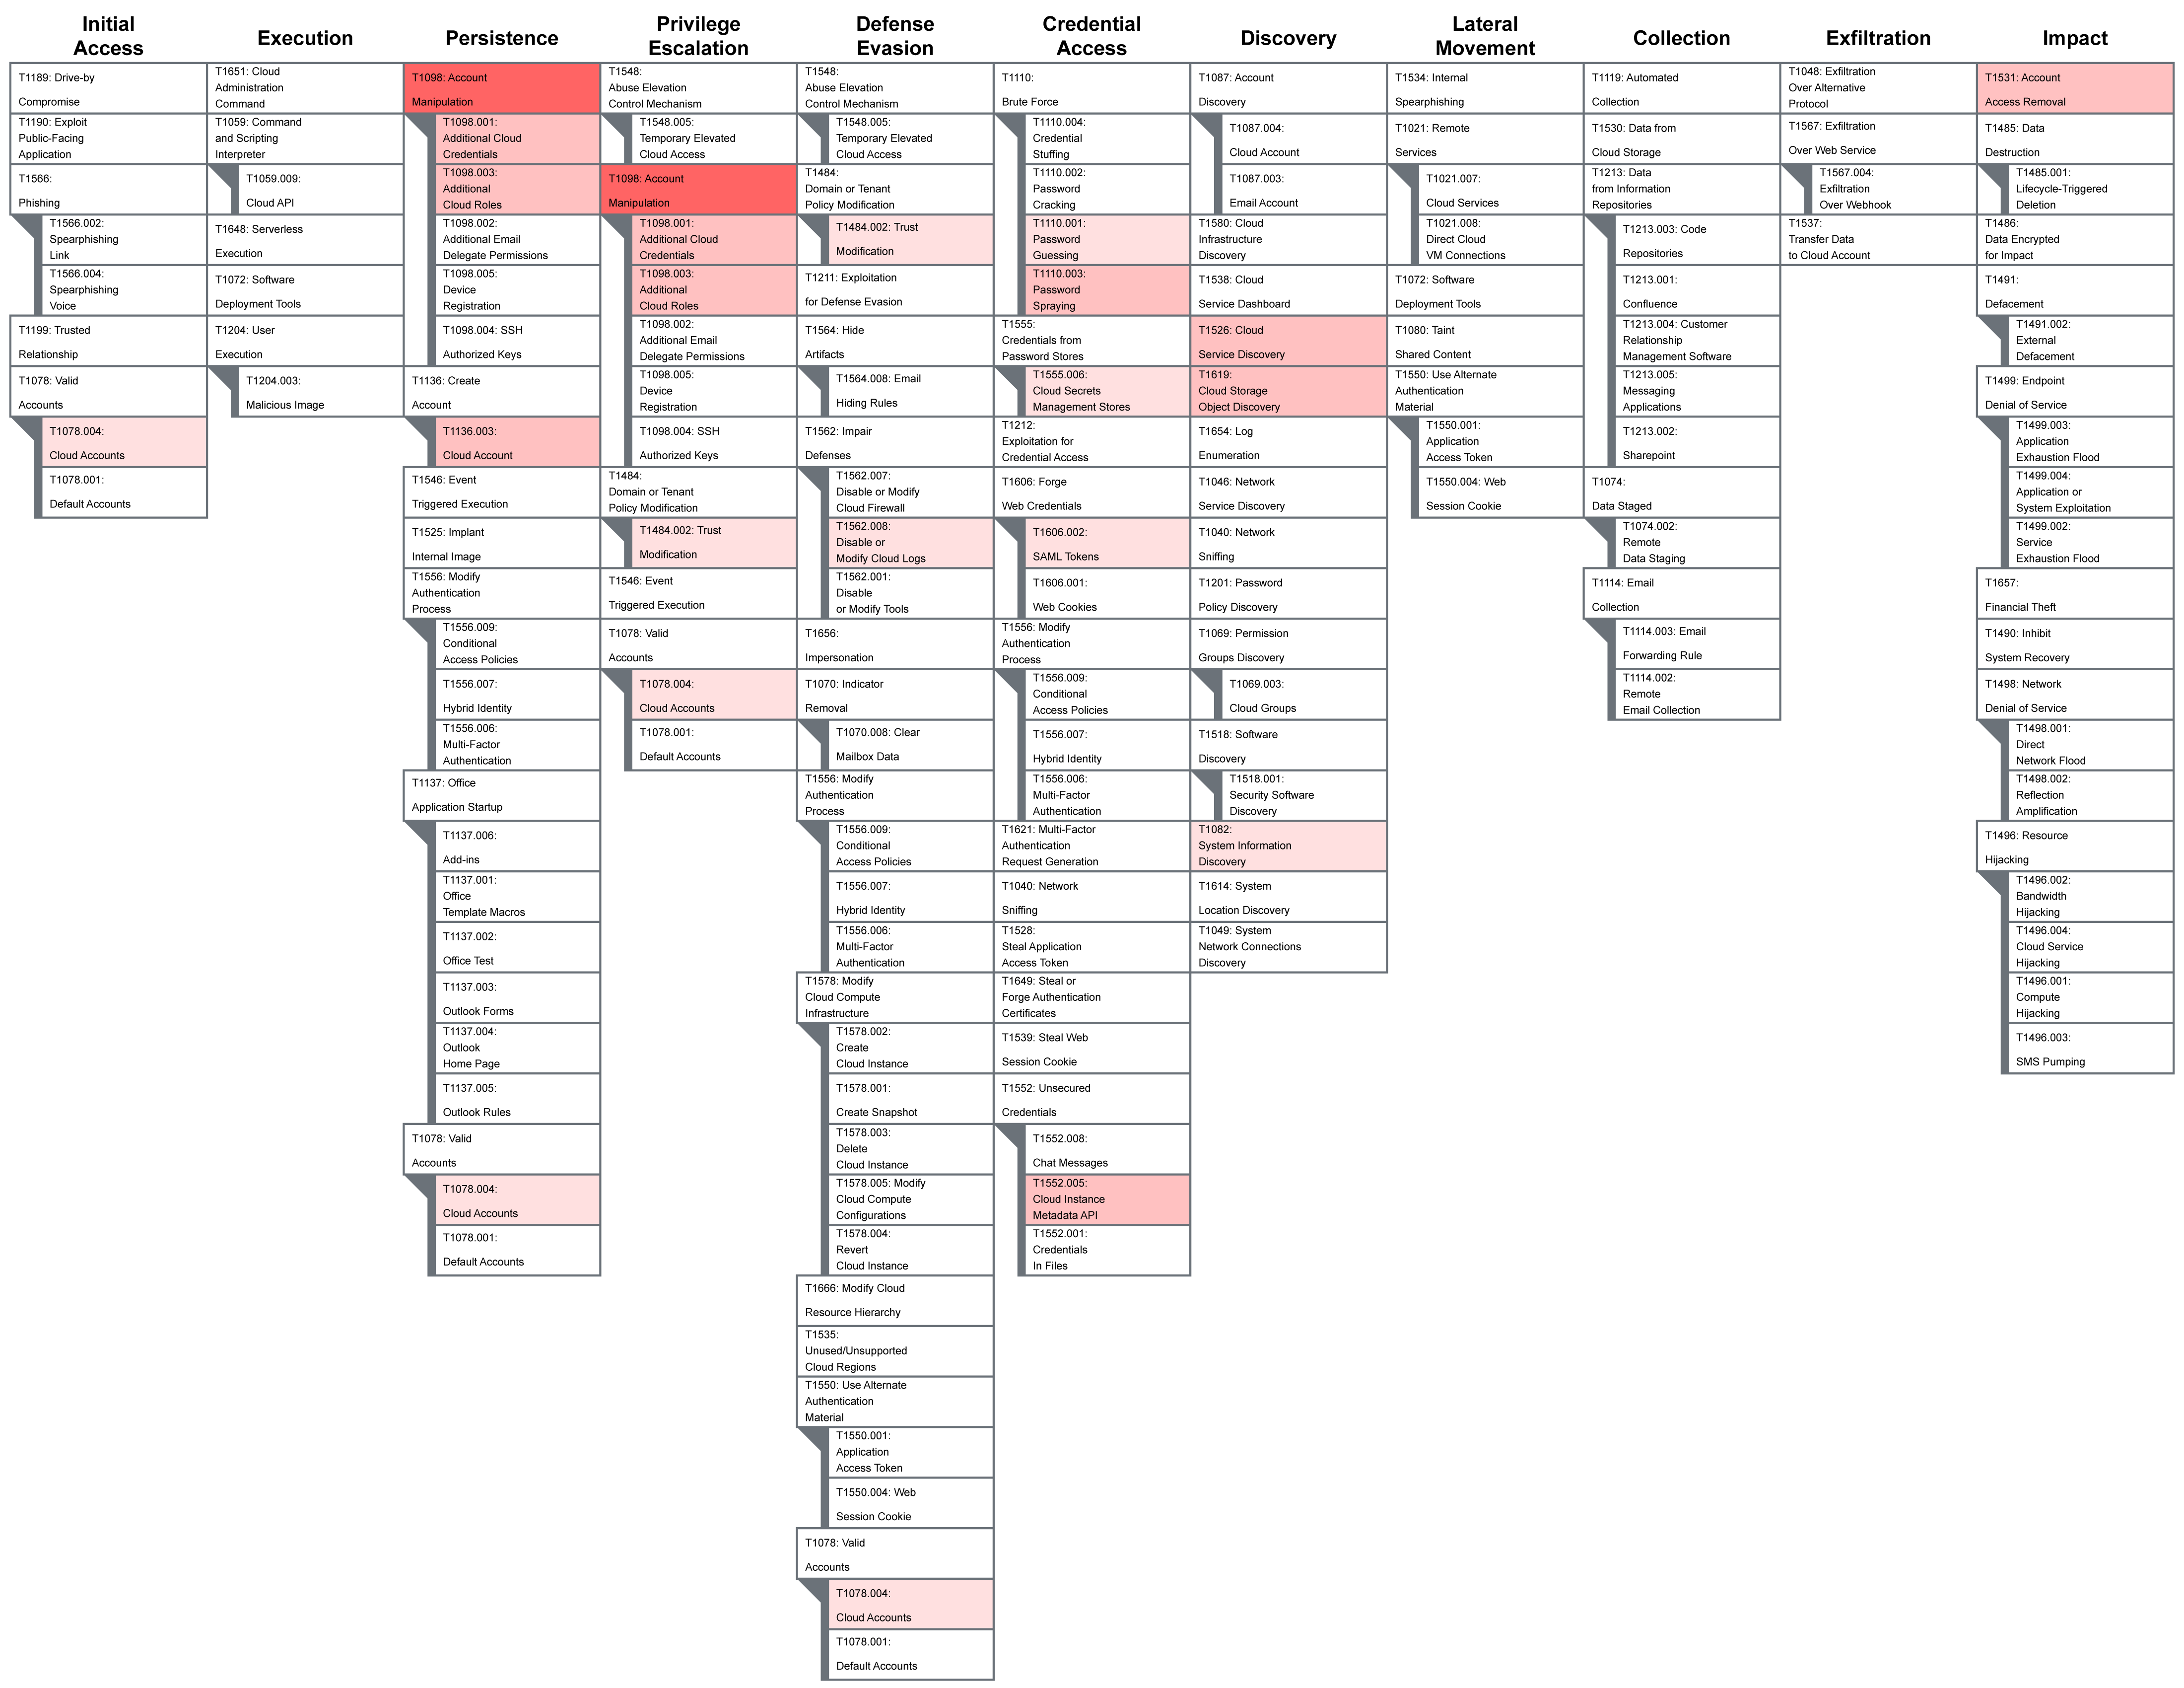 Initial
Access
T1189: Drive-by
Compromise
T1190: Exploit
Public-Facing
Application
T1566:
Phishing
T1566.002:
Spearphishing
Link
T1566.004:
Spearphishing
Voice
T1199: Trusted
Relationship
T1078: Valid
Accounts
T1078.004:
Cloud Accounts
T1078.001:
Default Accounts
Execution
T1651: Cloud
Administration
Command
T1059: Command
and Scripting
Interpreter
T1059.009:
Cloud API
T1648: Serverless
Execution
T1072: Software
Deployment Tools
T1204: User
Execution
T1204.003:
Malicious Image
Persistence
T1098: Account
Manipulation
T1098.001:
Additional Cloud
Credentials
T1098.003:
Additional
Cloud Roles
T1098.002:
Additional Email
Delegate Permissions
T1098.005:
Device
Registration
T1098.004: SSH
Authorized Keys
T1136: Create
Account
T1136.003:
Cloud Account
T1546: Event
Triggered Execution
T1525: Implant
Internal Image
T1556: Modify
Authentication
Process
T1556.009:
Conditional
Access Policies
T1556.007:
Hybrid Identity
T1556.006:
Multi-Factor
Authentication
T1137: Office
Application Startup
T1137.006:
Add-ins
T1137.001:
Office
Template Macros
T1137.002:
Office Test
T1137.003:
Outlook Forms
T1137.004:
Outlook
Home Page
T1137.005:
Outlook Rules
T1078: Valid
Accounts
T1078.004:
Cloud Accounts
T1078.001:
Default Accounts
Privilege
Escalation
T1548:
Abuse Elevation
Control Mechanism
T1548.005:
Temporary Elevated
Cloud Access
T1098: Account
Manipulation
T1098.001:
Additional Cloud
Credentials
T1098.003:
Additional
Cloud Roles
T1098.002:
Additional Email
Delegate Permissions
T1098.005:
Device
Registration
T1098.004: SSH
Authorized Keys
T1484:
Domain or Tenant
Policy Modification
T1484.002: Trust
Modification
T1546: Event
Triggered Execution
T1078: Valid
Accounts
T1078.004:
Cloud Accounts
T1078.001:
Default Accounts
Defense
Evasion
T1548:
Abuse Elevation
Control Mechanism
T1548.005:
Temporary Elevated
Cloud Access
T1484:
Domain or Tenant
Policy Modification
T1484.002: Trust
Modification
T1211: Exploitation
for Defense Evasion
T1564: Hide
Artifacts
T1564.008: Email
Hiding Rules
T1562: Impair
Defenses
T1562.007:
Disable or Modify
Cloud Firewall
T1562.008:
Disable or
Modify Cloud Logs
T1562.001:
Disable
or Modify Tools
T1656:
Impersonation
T1070: Indicator
Removal
T1070.008: Clear
Mailbox Data
T1556: Modify
Authentication
Process
T1556.009:
Conditional
Access Policies
T1556.007:
Hybrid Identity
T1556.006:
Multi-Factor
Authentication
T1578: Modify
Cloud Compute
Infrastructure
T1578.002:
Create
Cloud Instance
T1578.001:
Create Snapshot
T1578.003:
Delete
Cloud Instance
T1578.005: Modify
Cloud Compute
Configurations
T1578.004:
Revert
Cloud Instance
T1666: Modify Cloud
Resource Hierarchy
T1535:
Unused/Unsupported
Cloud Regions
T1550: Use Alternate
Authentication
Material
T1550.001:
Application
Access Token
T1550.004: Web
Session Cookie
T1078: Valid
Accounts
T1078.004:
Cloud Accounts
T1078.001:
Default Accounts
Credential
Access
T1110:
Brute Force
T1110.004:
Credential
Stuffing
T1110.002:
Password
Cracking
T1110.001:
Password
Guessing
T1110.003:
Password
Spraying
T1555:
Credentials from
Password Stores
T1555.006:
Cloud Secrets
Management Stores
T1212:
Exploitation for
Credential Access
T1606: Forge
Web Credentials
T1606.002:
SAML Tokens
T1606.001:
Web Cookies
T1556: Modify
Authentication
Process
T1556.009:
Conditional
Access Policies
T1556.007:
Hybrid Identity
T1556.006:
Multi-Factor
Authentication
T1621: Multi-Factor
Authentication
Request Generation
T1040: Network
Sniffing
T1528:
Steal Application
Access Token
T1649: Steal or
Forge Authentication
Certificates
T1539: Steal Web
Session Cookie
T1552: Unsecured
Credentials
T1552.008:
Chat Messages
T1552.005:
Cloud Instance
Metadata API
T1552.001:
Credentials
In Files
Discovery
T1087: Account
Discovery
T1087.004:
Cloud Account
T1087.003:
Email Account
T1580: Cloud
Infrastructure
Discovery
T1538: Cloud
Service Dashboard
T1526: Cloud
Service Discovery
T1619:
Cloud Storage
Object Discovery
T1654: Log
Enumeration
T1046: Network
Service Discovery
T1040: Network
Sniffing
T1201: Password
Policy Discovery
T1069: Permission
Groups Discovery
T1069.003:
Cloud Groups
T1518: Software
Discovery
T1518.001:
Security Software
Discovery
T1082:
System Information
Discovery
T1614: System
Location Discovery
T1049: System
Network Connections
Discovery
Lateral
Movement
T1534: Internal
Spearphishing
T1021: Remote
Services
T1021.007:
Cloud Services
T1021.008:
Direct Cloud
VM Connections
T1072: Software
Deployment Tools
T1080: Taint
Shared Content
T1550: Use Alternate
Authentication
Material
T1550.001:
Application
Access Token
T1550.004: Web
Session Cookie
Collection
T1119: Automated
Collection
T1530: Data from
Cloud Storage
T1213: Data
from Information
Repositories
T1213.003: Code
Repositories
T1213.001:
Confluence
T1213.004: Customer
Relationship
Management Software
T1213.005:
Messaging
Applications
T1213.002:
Sharepoint
T1074:
Data Staged
T1074.002:
Remote
Data Staging
T1114: Email
Collection
T1114.003: Email
Forwarding Rule
T1114.002:
Remote
Email Collection
Exfiltration
T1048: Exfiltration
Over Alternative
Protocol
T1567: Exfiltration
Over Web Service
T1567.004:
Exfiltration
Over Webhook
T1537:
Transfer Data
to Cloud Account
Impact
T1531: Account
Access Removal
T1485: Data
Destruction
T1485.001:
Lifecycle-Triggered
Deletion
T1486:
Data Encrypted
for Impact
T1491:
Defacement
T1491.002:
External
Defacement
T1499: Endpoint
Denial of Service
T1499.003:
Application
Exhaustion Flood
T1499.004:
Application or
System Exploitation
T1499.002:
Service
Exhaustion Flood
T1657:
Financial Theft
T1490: Inhibit
System Recovery
T1498: Network
Denial of Service
T1498.001:
Direct
Network Flood
T1498.002:
Reflection
Amplification
T1496: Resource
Hijacking
T1496.002:
Bandwidth
Hijacking
T1496.004:
Cloud Service
Hijacking
T1496.001:
Compute
Hijacking
T1496.003:
SMS Pumping